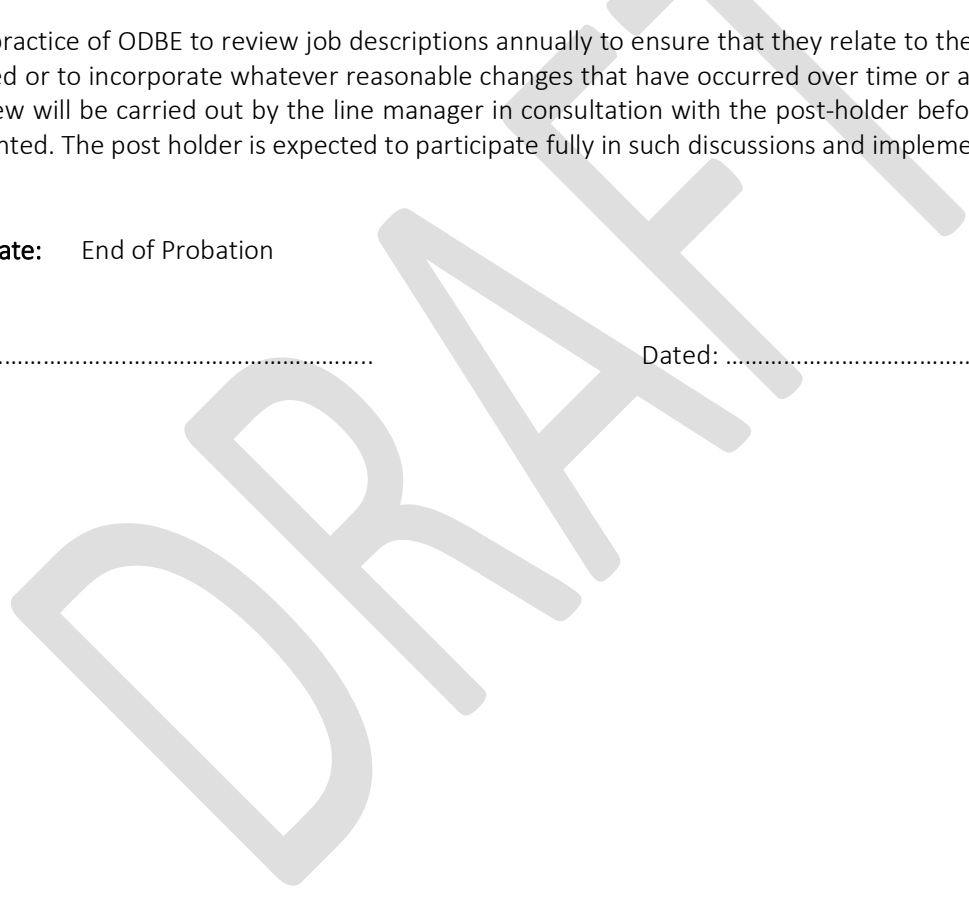 practice of ODBE to review job descriptions annually to ensure that they relate to the
ed or to incorporate whatever reasonable changes that have occurred over time or a
ew will be carried out by the line manager in consultation with the post-holder befo
nted. The post holder is expected to participate fully in such discussions and impleme
ate: End of Probation
................................................................ Dated: ..........................................
DRAFT